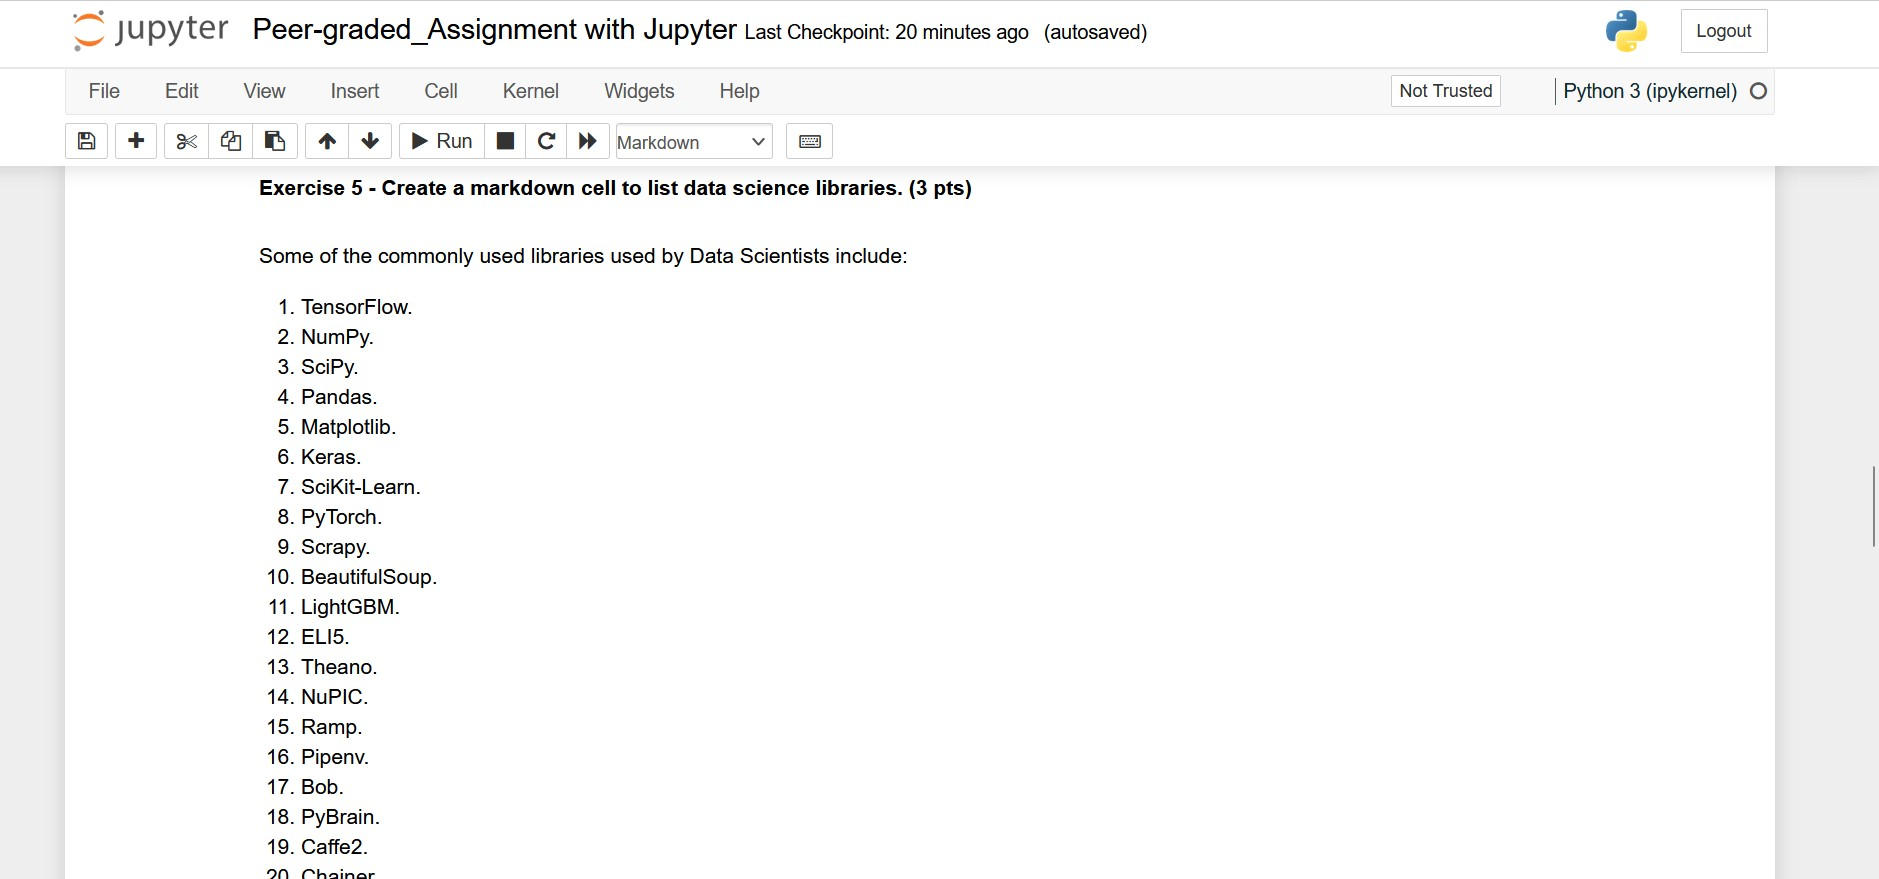 jupyter Peer-graded_Assignment with Jupyter Last Checkpoint: 20 minutes ago (autosaved) Logout
File Edit View Insert Cell Kernel Widgets Help Not Trusted Python 3 (ipykernel)
Run Markdown
Exercise 5 - Create a markdown cell to list data science libraries. (3 pts)
Some of the commonly used libraries used by Data Scientists include:
1. TensorFlow.
2. NumPy.
3. SciPy.
4. Pandas.
5. Matplotlib.
6. Keras.
7. SciKit-Learn.
8. PyTorch.
9. Scrapy.
10. BeautifulSoup.
11. LightGBM.
12. ELI5.
13. Theano.
14. NuPIC.
15. Ramp.
16. Pipenv.
17. Bob.
18. PyBrain.
19. Caffe2.
20. Chainer